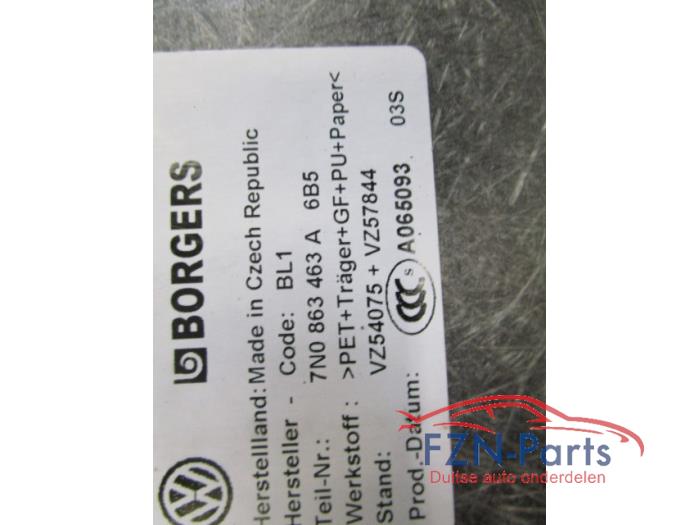 BORGERS
Herstellland: Made in Czech Republic
Hersteller - Code: BL1
Teil-Nr.: 7N0 863 463 A 6B5
Werkstoff : >PET+Träger+GF+PU+Paper<
Stand: VZ54075 + VZ57844
Prod.-Datum: CCC S A065093 03S
FZN-Parts
Duitse auto onderdelen